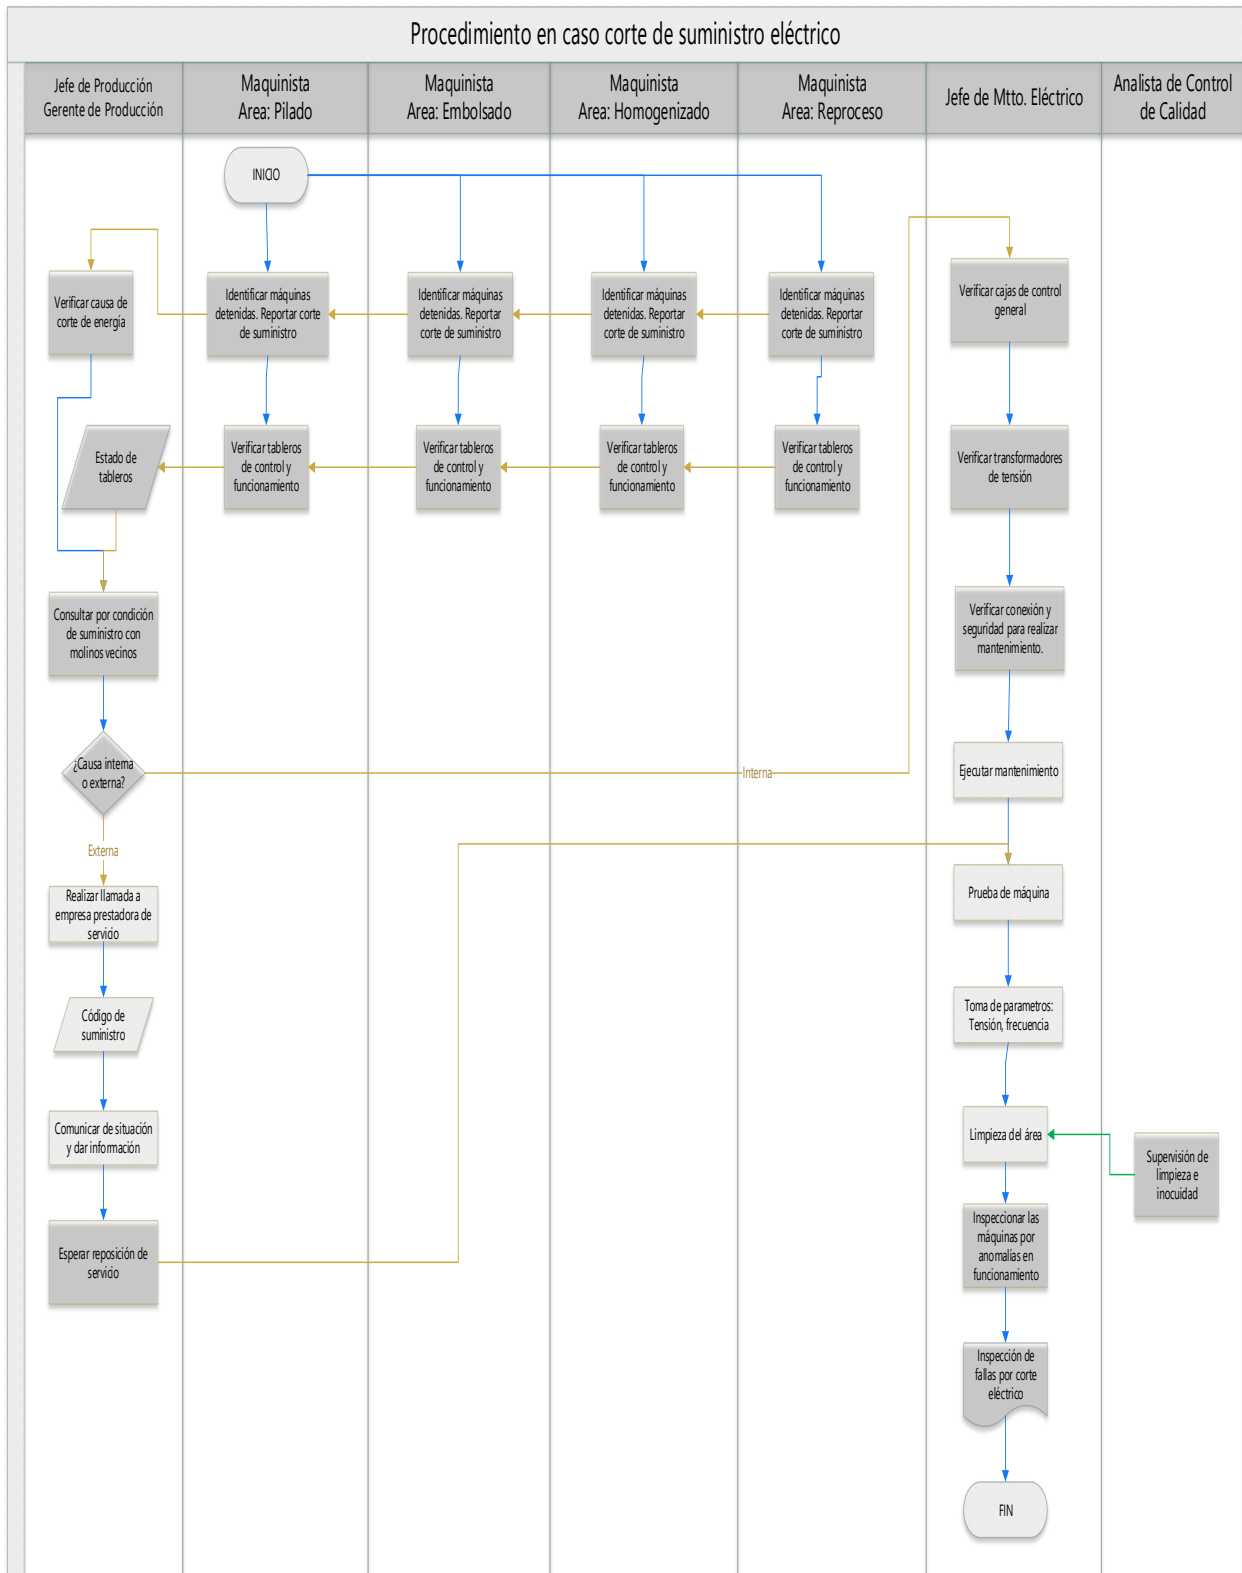 Procedimiento en caso corte de suministro eléctrico
Jefe de Producción
Gerente de Producción
Maquinista
Area: Pilado
Maquinista
Area: Embolsado
Maquinista
Area: Homogenizado
Maquinista
Area: Reproceso
Jefe de Mtto. Eléctrico
Analista de Control
de Calidad
INICIO
Verificar causa de
corte de energía
Identificar máquinas
detenidas. Reportar corte
de suministro
Identificar máquinas
detenidas. Reportar
corte de suministro
Identificar máquinas
detenidas. Reportar
corte de suministro
Identificar máquinas
detenidas. Reportar
corte de suministro
Verificar cajas de control
general
Estado de
tableros
Verificar tableros
de control y
funcionamiento
Verificar tableros
de control y
funcionamiento
Verificar tableros
de control y
funcionamiento
Verificar tableros
de control y
funcionamiento
Verificar transformadores
de tensión
Consultar por condición
de suministro con
molinos vecinos
Verificar conexión y
seguridad para realizar
mantenimiento.
¿Causa interna
o externa?
Interna
Ejecutar mantenimiento
Externa
Realizar llamada a
empresa prestadora de
servicio
Prueba de máquina
Código de
suministro
Toma de parametros:
Tensión, frecuencia
Comunicar de situación
y dar información
Limpieza del área
Supervisión de
limpieza e
inocuidad
Esperar reposición de
servicio
Inspeccionar las
máquinas por
anomalías en
funcionamiento
Inspección de
fallas por corte
eléctrico
FIN